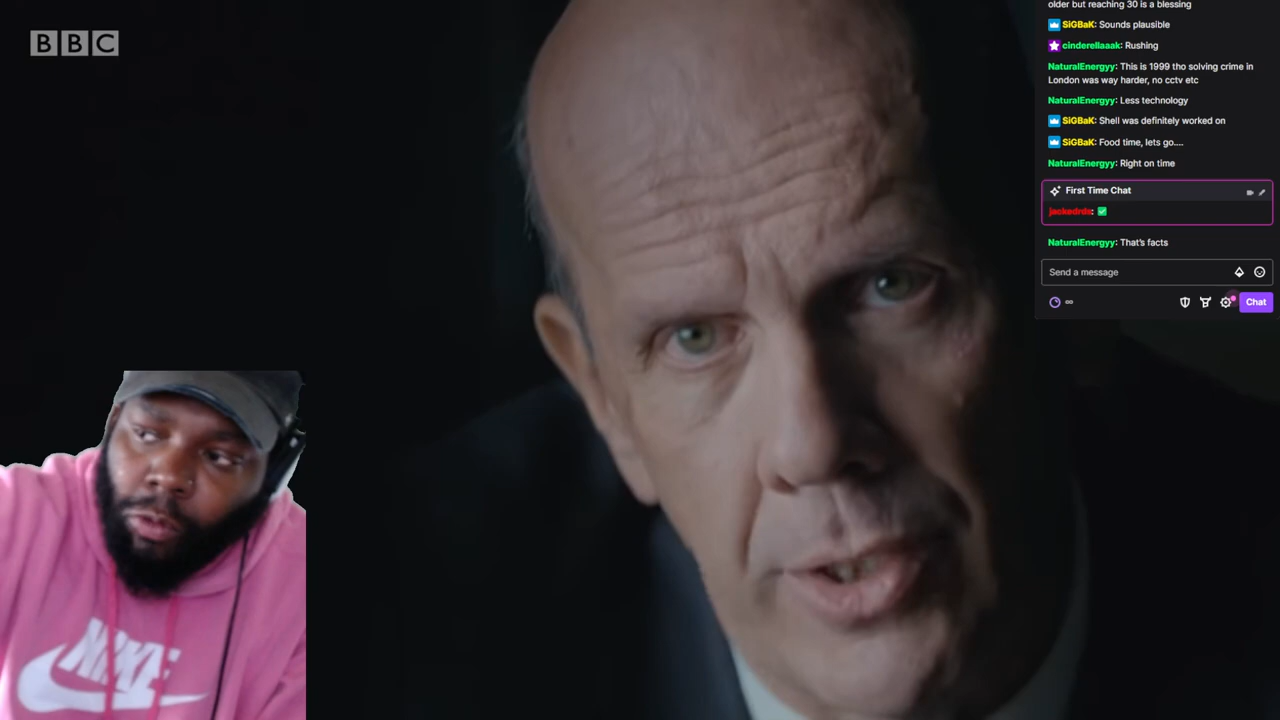 BBC
older but reaching 30 is a blessing
SiGBaK: Sounds plausible
cinderellaaak: Rushing
NaturalEnergyy: This is 1999 tho solving crime in
London was way harder, no cctv etc
NaturalEnergyy: Less technology
SiGBaK: Shell was definitely worked on
SiGBaK: Food time, lets go....
NaturalEnergyy: Right on time
First Time Chat
jackedrds: ✅
NaturalEnergyy: That's facts
Send a message
∞
Chat
NIKE